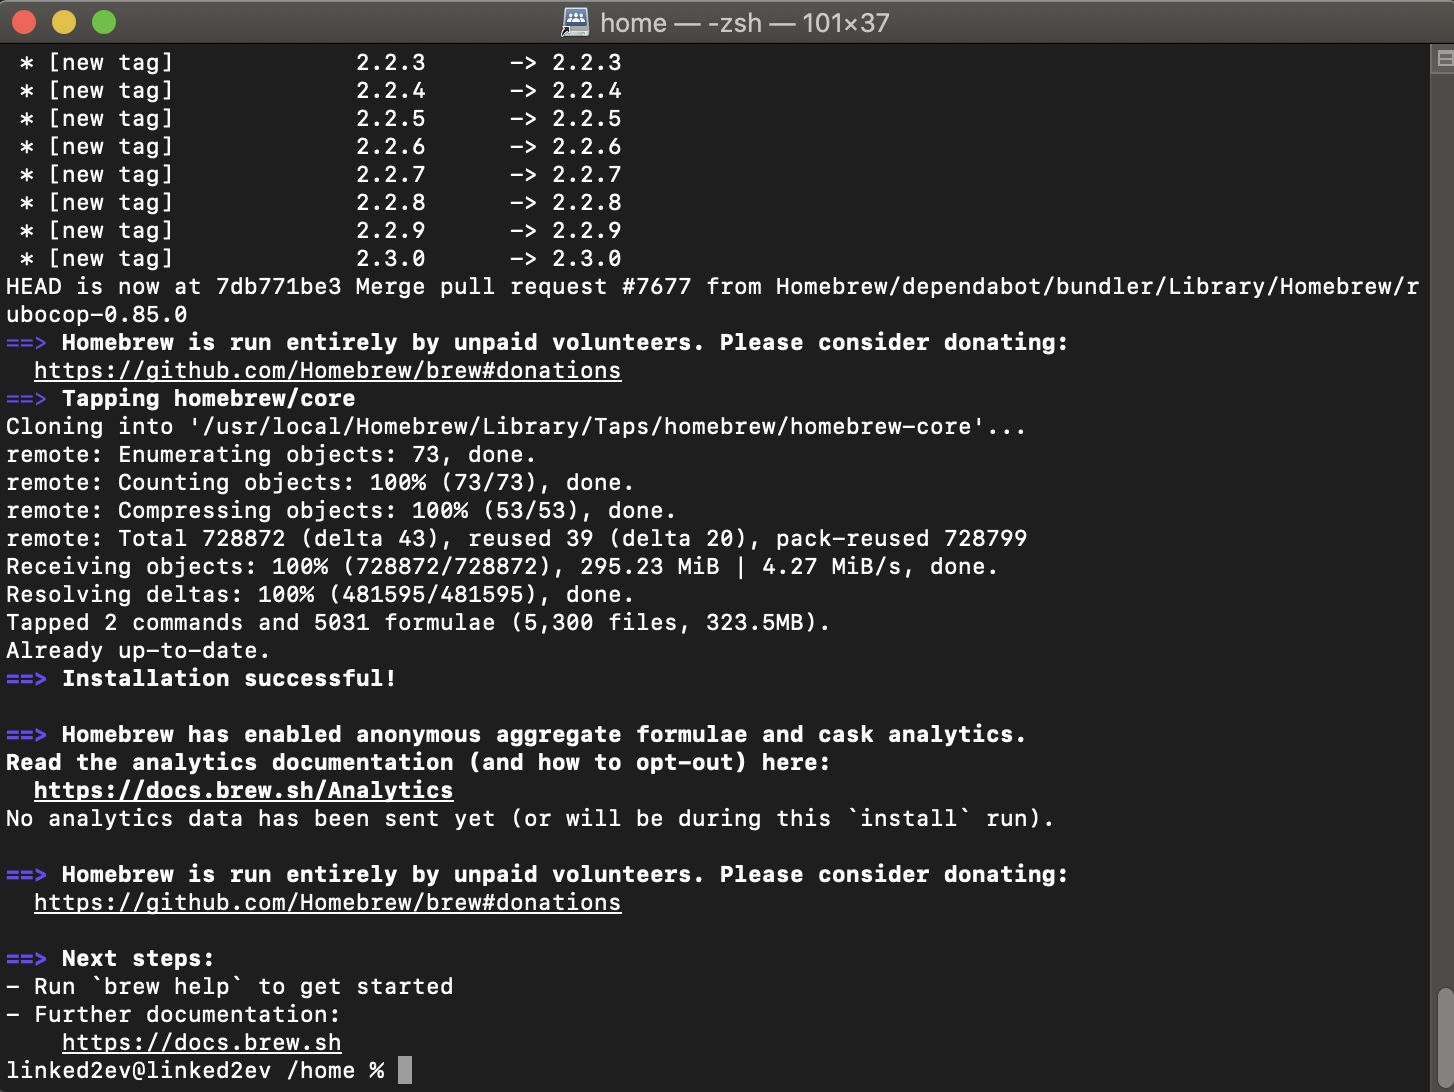 home — -zsh — 101×37
* [new tag]             2.2.3      -> 2.2.3
* [new tag]             2.2.4      -> 2.2.4
* [new tag]             2.2.5      -> 2.2.5
* [new tag]             2.2.6      -> 2.2.6
* [new tag]             2.2.7      -> 2.2.7
* [new tag]             2.2.8      -> 2.2.8
* [new tag]             2.2.9      -> 2.2.9
* [new tag]             2.3.0      -> 2.3.0
HEAD is now at 7db771be3 Merge pull request #7677 from Homebrew/dependabot/bundler/Library/Homebrew/r
ubocop-0.85.0
==> Homebrew is run entirely by unpaid volunteers. Please consider donating:
  https://github.com/Homebrew/brew#donations
==> Tapping homebrew/core
Cloning into '/usr/local/Homebrew/Library/Taps/homebrew/homebrew-core'...
remote: Enumerating objects: 73, done.
remote: Counting objects: 100% (73/73), done.
remote: Compressing objects: 100% (53/53), done.
remote: Total 728872 (delta 43), reused 39 (delta 20), pack-reused 728799
Receiving objects: 100% (728872/728872), 295.23 MiB | 4.27 MiB/s, done.
Resolving deltas: 100% (481595/481595), done.
Tapped 2 commands and 5031 formulae (5,300 files, 323.5MB).
Already up-to-date.
==> Installation successful!
==> Homebrew has enabled anonymous aggregate formulae and cask analytics.
Read the analytics documentation (and how to opt-out) here:
  https://docs.brew.sh/Analytics
No analytics data has been sent yet (or will be during this `install` run).
==> Homebrew is run entirely by unpaid volunteers. Please consider donating:
  https://github.com/Homebrew/brew#donations
==> Next steps:
- Run `brew help` to get started
- Further documentation:
    https://docs.brew.sh
linked2ev@linked2ev /home %